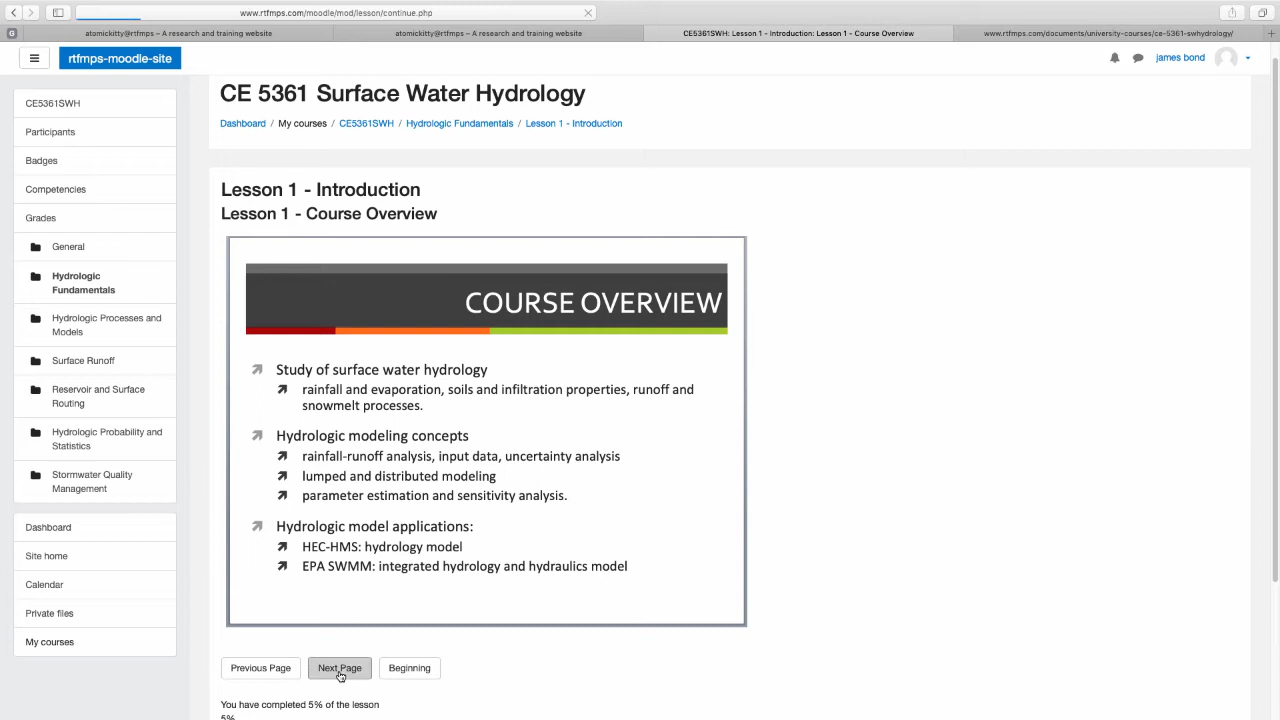 www.rtfmps.com/moodle/mod/lesson/continue.php
G
atomickitty@rtfmps – A research and training website
atomickitty@rtfmps – A research and training website
CE5361SWH: Lesson 1 - Introduction: Lesson 1 - Course Overview
www.rtfmps.com/documents/university-courses/ce-5361-swhydrology/
rtfmps-moodle-site
james bond
CE5361SWH
Participants
Badges
Competencies
Grades
General
Hydrologic
Fundamentals
Hydrologic Processes and
Models
Surface Runoff
Reservoir and Surface
Routing
Hydrologic Probability and
Statistics
Stormwater Quality
Management
Dashboard
Site home
Calendar
Private files
My courses
CE 5361 Surface Water Hydrology
Dashboard / My courses / CE5361SWH / Hydrologic Fundamentals / Lesson 1 - Introduction
Lesson 1 - Introduction
Lesson 1 - Course Overview
COURSE OVERVIEW
Study of surface water hydrology
rainfall and evaporation, soils and infiltration properties, runoff and
snowmelt processes.
Hydrologic modeling concepts
rainfall-runoff analysis, input data, uncertainty analysis
lumped and distributed modeling
parameter estimation and sensitivity analysis.
Hydrologic model applications:
HEC-HMS: hydrology model
EPA SWMM: integrated hydrology and hydraulics model
Previous Page
Next Page
Beginning
You have completed 5% of the lesson
5%